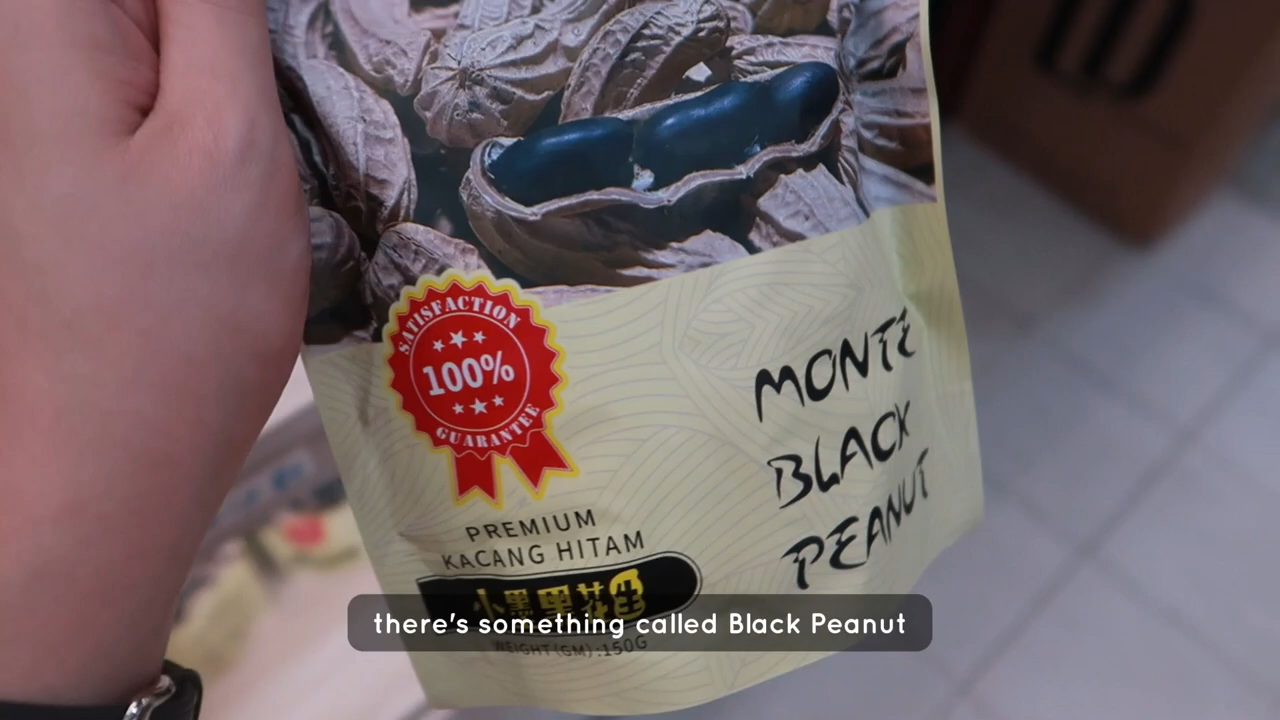 SATISFACTION
100%
GUARANTEE
MONTE
BLACK
PEANUT
PREMIUM
KACANG HITAM
小黑黑花生
there's something called Black Peanut
WEIGHT(GM):150G